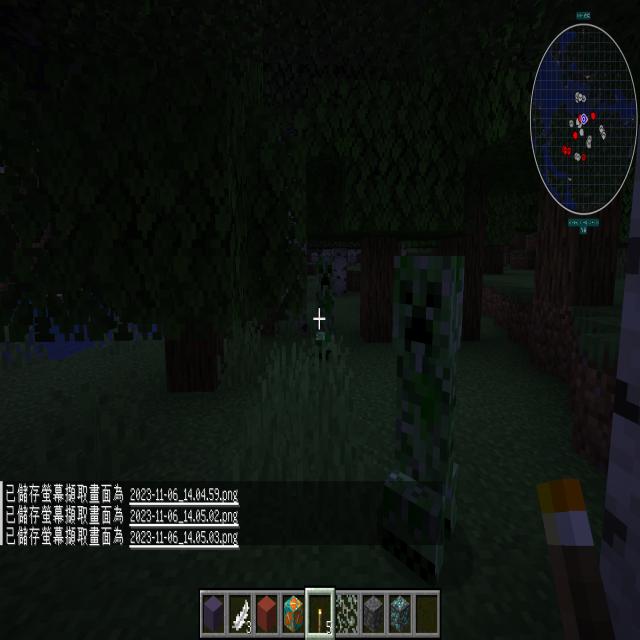 已儲存螢幕擷取畫面為 2023-11-06_14.04.59.png
已儲存螢幕擷取畫面為 2023-11-06_14.05.02.png
已儲存螢幕擷取畫面為 2023-11-06_14.05.03.png
3
5